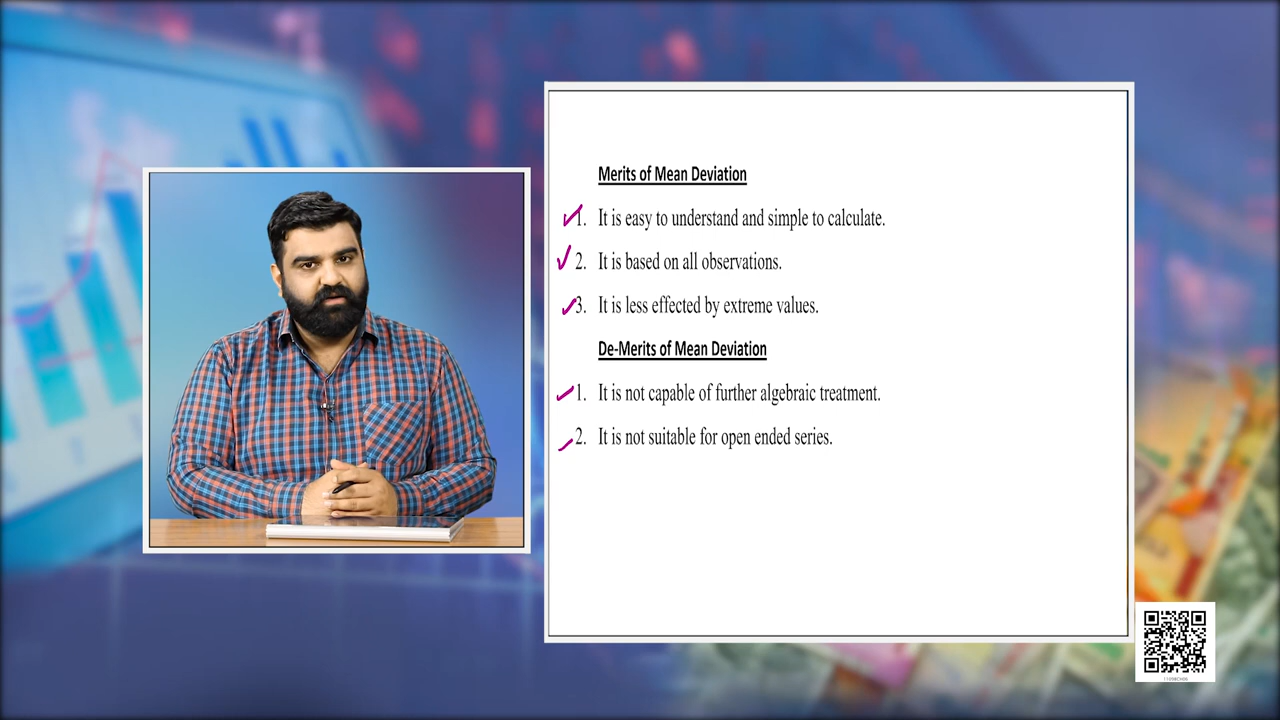 Merits of Mean Deviation
1. It is easy to understand and simple to calculate.
2. It is based on all observations.
3. It is less effected by extreme values.
De-Merits of Mean Deviation
1. It is not capable of further algebraic treatment.
2. It is not suitable for open ended series.